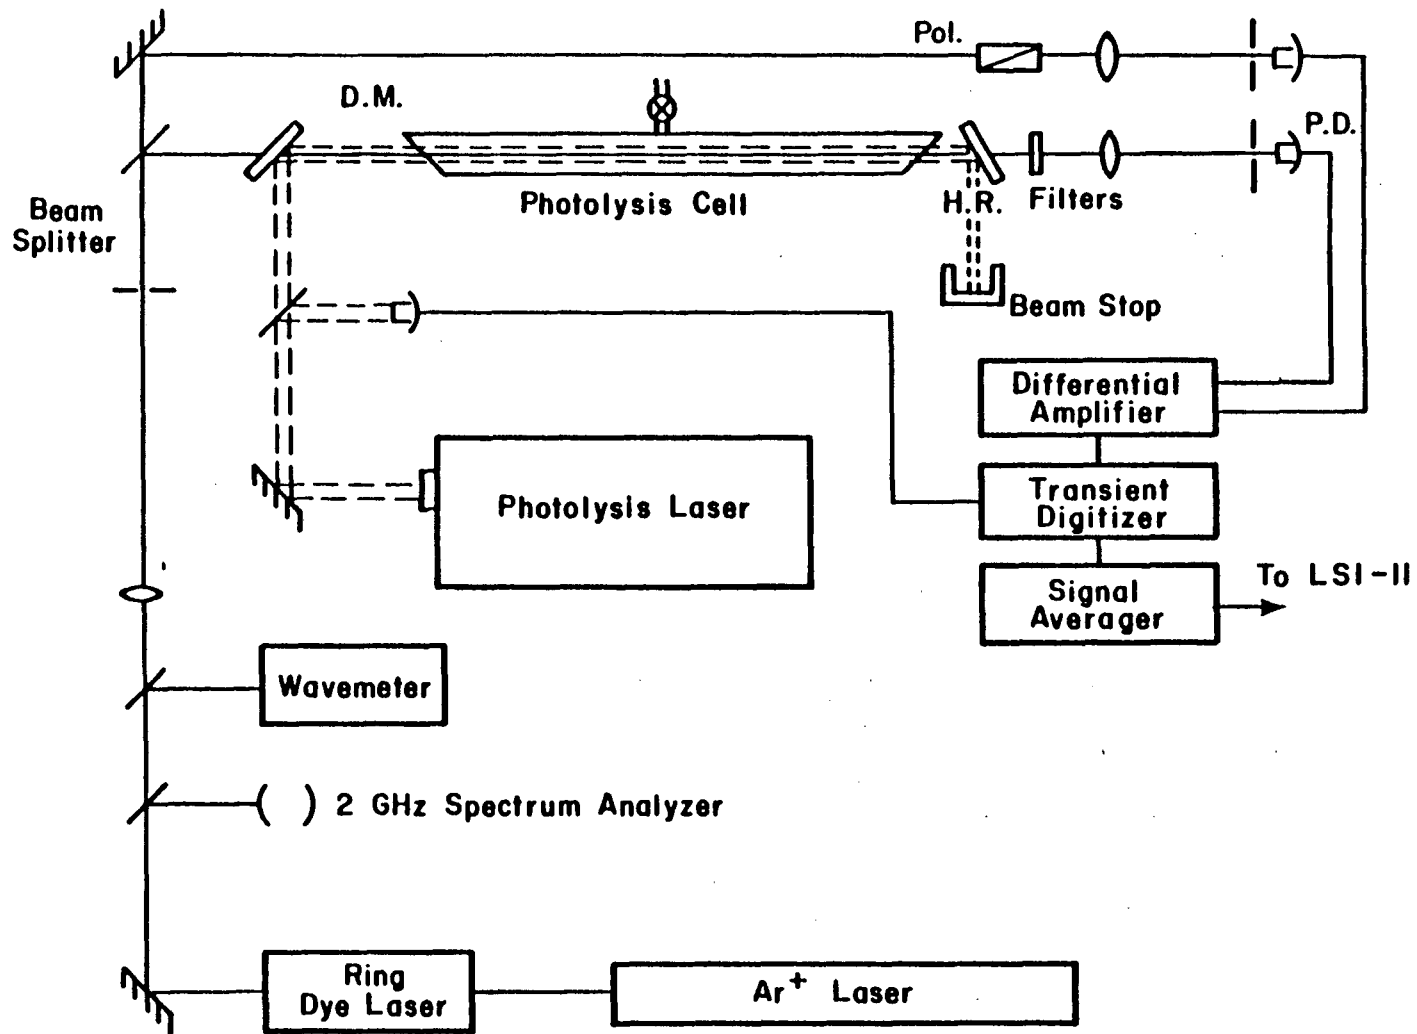 Pol.
D.M.
P.D.
Photolysis Cell
H.R.
Filters
Beam
Splitter
Beam Stop
Differential
Amplifier
Photolysis Laser
Transient
Digitizer
To LSI-11
Signal
Averager
Wavemeter
2 GHz Spectrum Analyzer
Ring
Dye Laser
Ar+ Laser